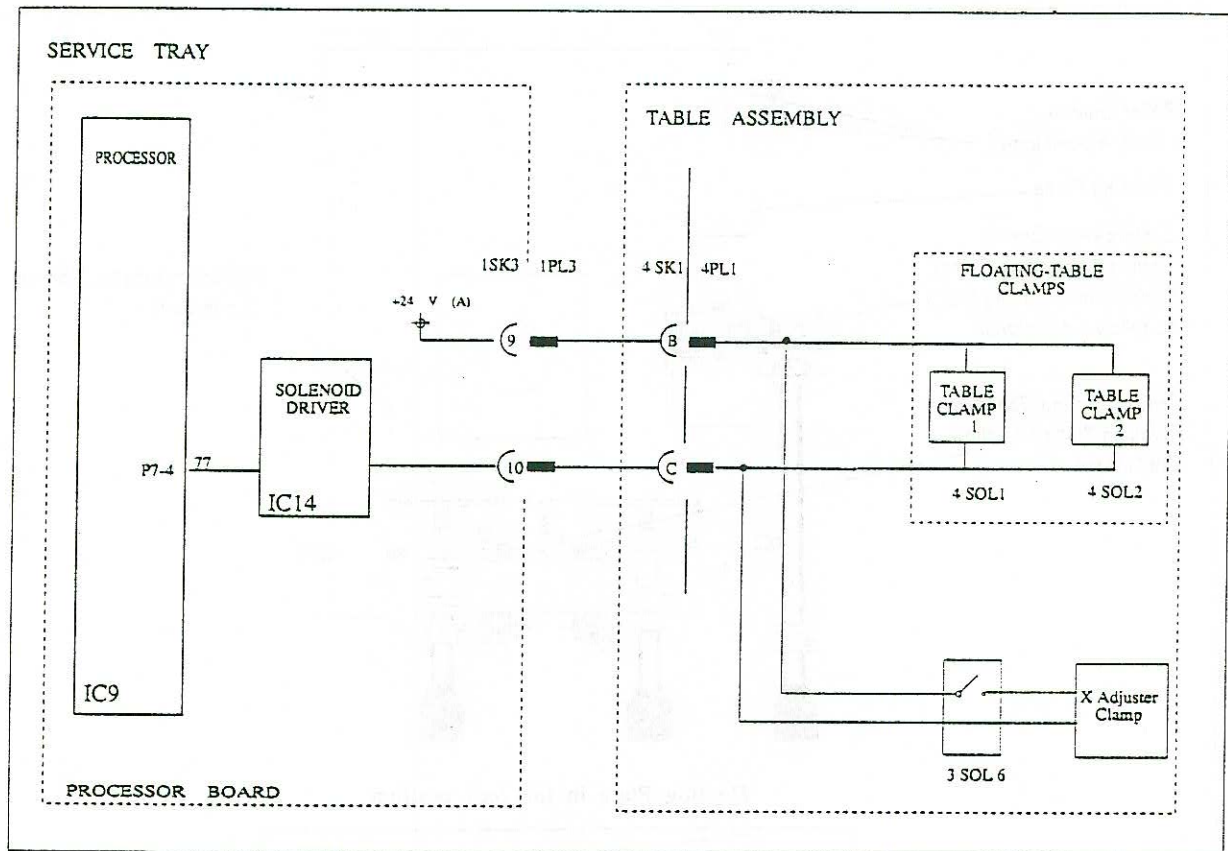 SERVICE TRAY
PROCESSOR
TABLE ASSEMBLY
1SK3 1PL3
4 SK1 4PL1
FLOATING-TABLE
CLAMPS
+24 V (A)
9
B
SOLENOID
DRIVER
TABLE
CLAMP
1
TABLE
CLAMP
2
P7-4 77
10
C
IC14
4 SOL1
4 SOL2
IC9
X Adjuster
Clamp
3 SOL 6
PROCESSOR BOARD